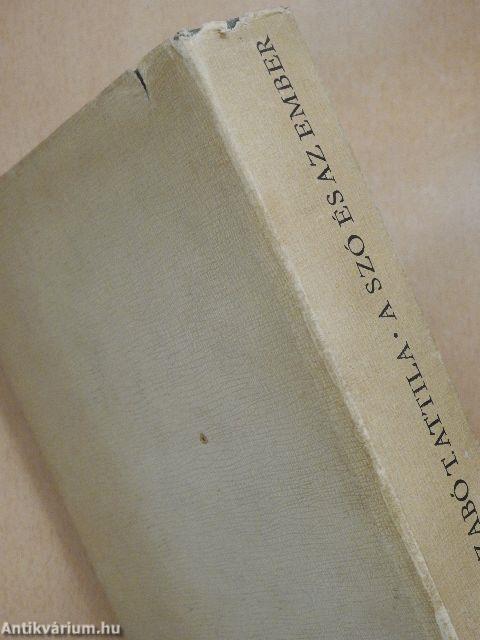 ZABÓ T. ATTILA · A SZÓ ÉS AZ EMBER
Antikvárium.hu